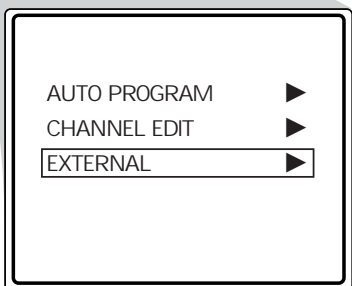 AUTO PROGRAM ▶
CHANNEL EDIT ▶
EXTERNAL ▶